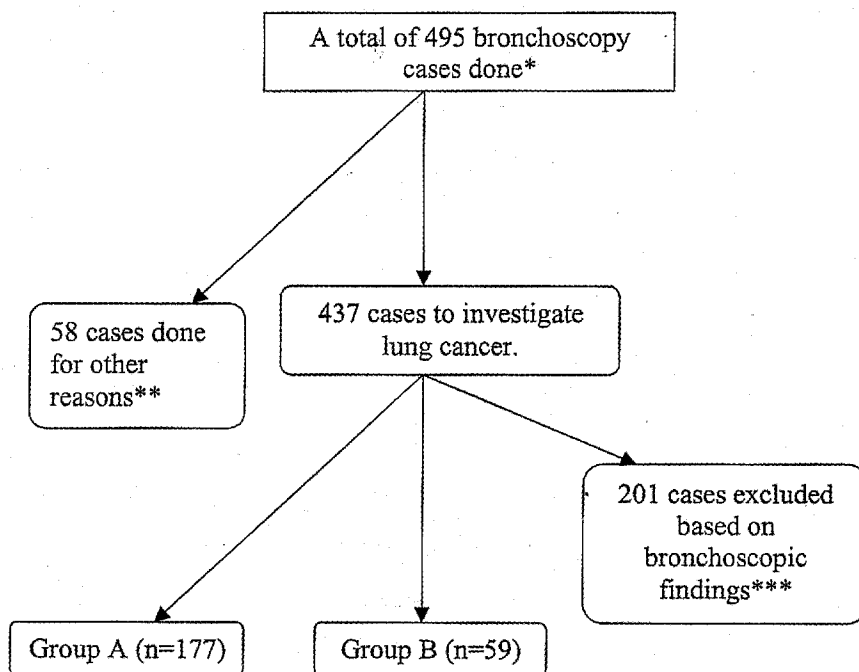 A total of 495 bronchoscopy
cases done*
58 cases done
for other
reasons**
437 cases to investigate
lung cancer.
201 cases excluded
based on
bronchoscopic
findings***
Group A (n=177)
Group B (n=59)